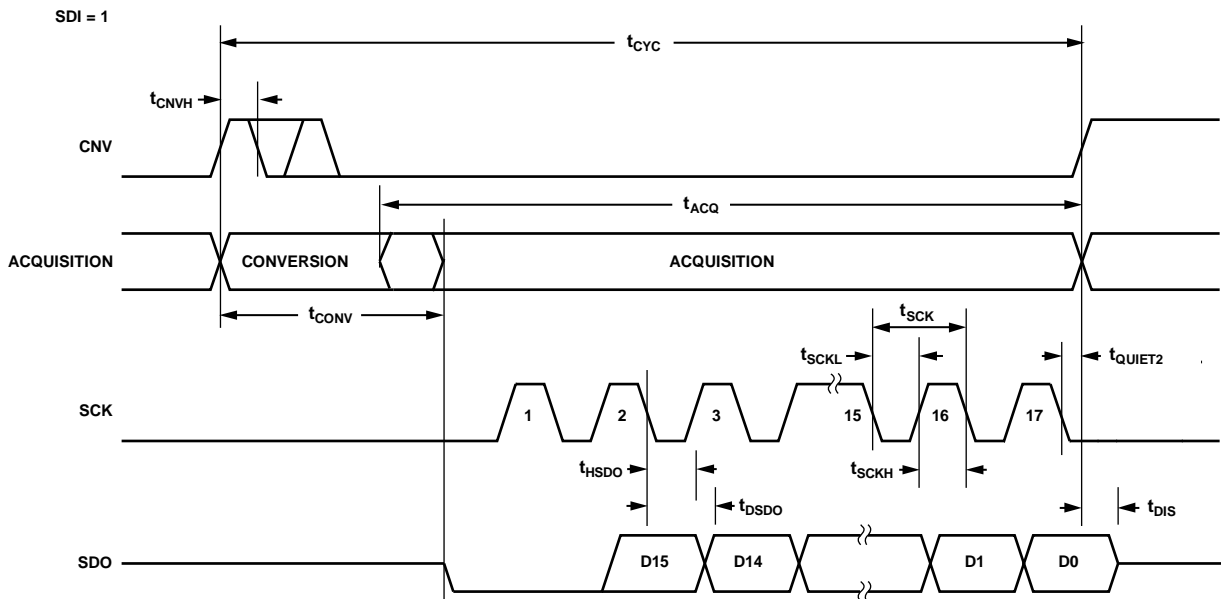 SDI = 1
tCYC
tCNVH
CNV
tACQ
ACQUISITION
CONVERSION
ACQUISITION
tCONV
tSCK
tSCKL
tQUIET2
SCK
1
2
3
15
16
17
tHSDO
tSCKH
tDSDO
tDIS
SDO
D15
D14
D1
D0